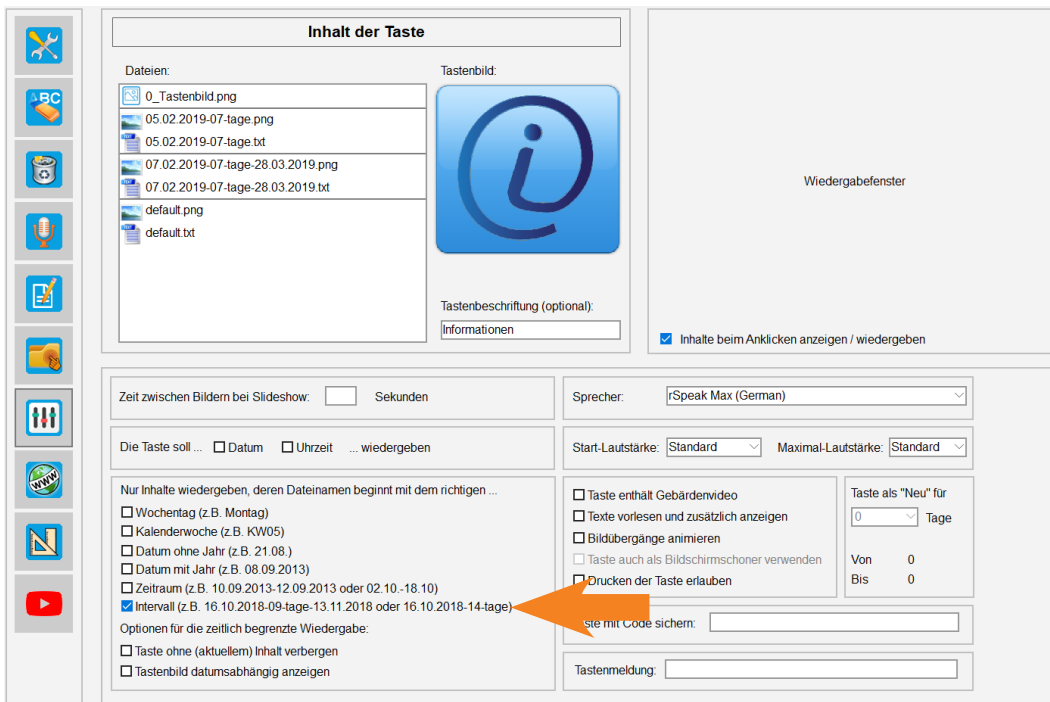 Inhalt der Taste
Dateien:
Tastenbild:
0_Tastenbild.png
05.02.2019-07-tage.png
05.02.2019-07-tage.txt
07.02.2019-07-tage-28.03.2019.png
07.02.2019-07-tage-28.03.2019.txt
default.png
default.txt
Tastenbeschriftung (optional):
Informationen
Wiedergabefenster
Inhalte beim Anklicken anzeigen / wiedergeben
ABC
WWW
Zeit zwischen Bildern bei Slideshow: Sekunden
Die Taste soll ... Datum Uhrzeit ... wiedergeben
Nur Inhalte wiedergeben, deren Dateinamen beginnt mit dem richtigen ...
Wochentag (z.B. Montag)
Kalenderwoche (z.B. KW05)
Datum ohne Jahr (z.B. 21.08.)
Datum mit Jahr (z.B. 08.09.2013)
Zeitraum (z.B. 10.09.2013-12.09.2013 oder 02.10.-18.10)
Intervall (z.B. 16.10.2018-09-tage-13.11.2018 oder 16.10.2018-14-tage)
Optionen für die zeitlich begrenzte Wiedergabe:
Taste ohne (aktuellem) Inhalt verbergen
Tastenbild datumsabhängig anzeigen
Sprecher: rSpeak Max (German)
Start-Lautstärke: Standard Maximal-Lautstärke: Standard
Taste enthält Gebärdenvideo
Texte vorlesen und zusätzlich anzeigen
Bildübergänge animieren
Taste auch als Bildschirmschoner verwenden
Drucken der Taste erlauben
Taste als "Neu" für
0 Tage
Von 0
Bis 0
mit Code sichern:
Tastenmeldung: